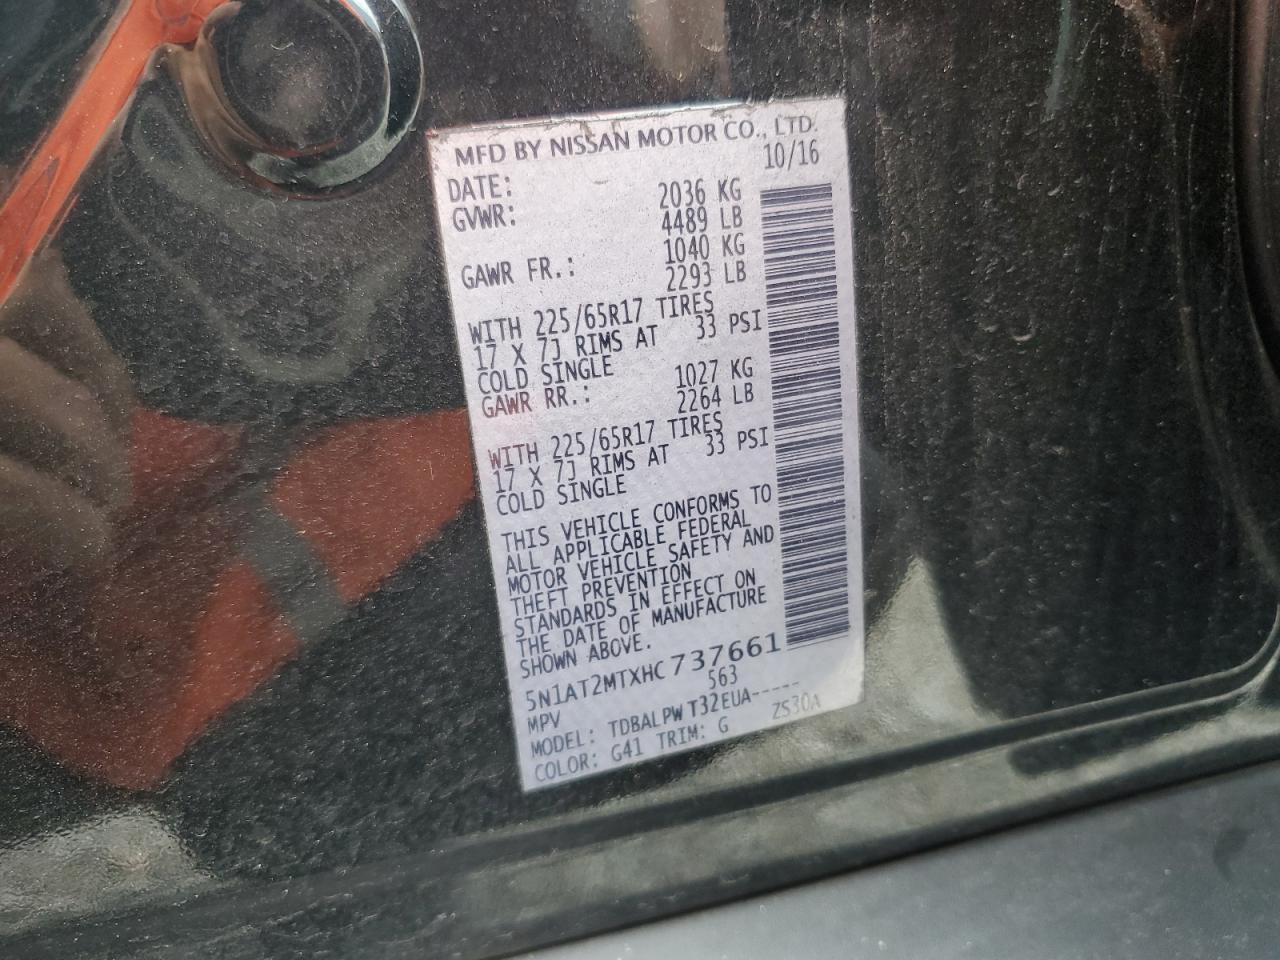 MFD BY NISSAN MOTOR CO., LTD.
DATE: 10/16
GVWR: 2036 KG
4489 LB
GAWR FR.: 1040 KG
2293 LB
WITH 225/65R17 TIRES
17 X 7J RIMS AT 33 PSI
COLD SINGLE
GAWR RR.: 1027 KG
2264 LB
WITH 225/65R17 TIRES
17 X 7J RIMS AT 33 PSI
COLD SINGLE
THIS VEHICLE CONFORMS TO
ALL APPLICABLE FEDERAL
MOTOR VEHICLE SAFETY AND
THEFT PREVENTION
STANDARDS IN EFFECT ON
THE DATE OF MANUFACTURE
SHOWN ABOVE.
5N1AT2MTXHC737661
MPV 563
MODEL: TDBALPW T32EUA-----
COLOR: G41 TRIM: G ZS30A